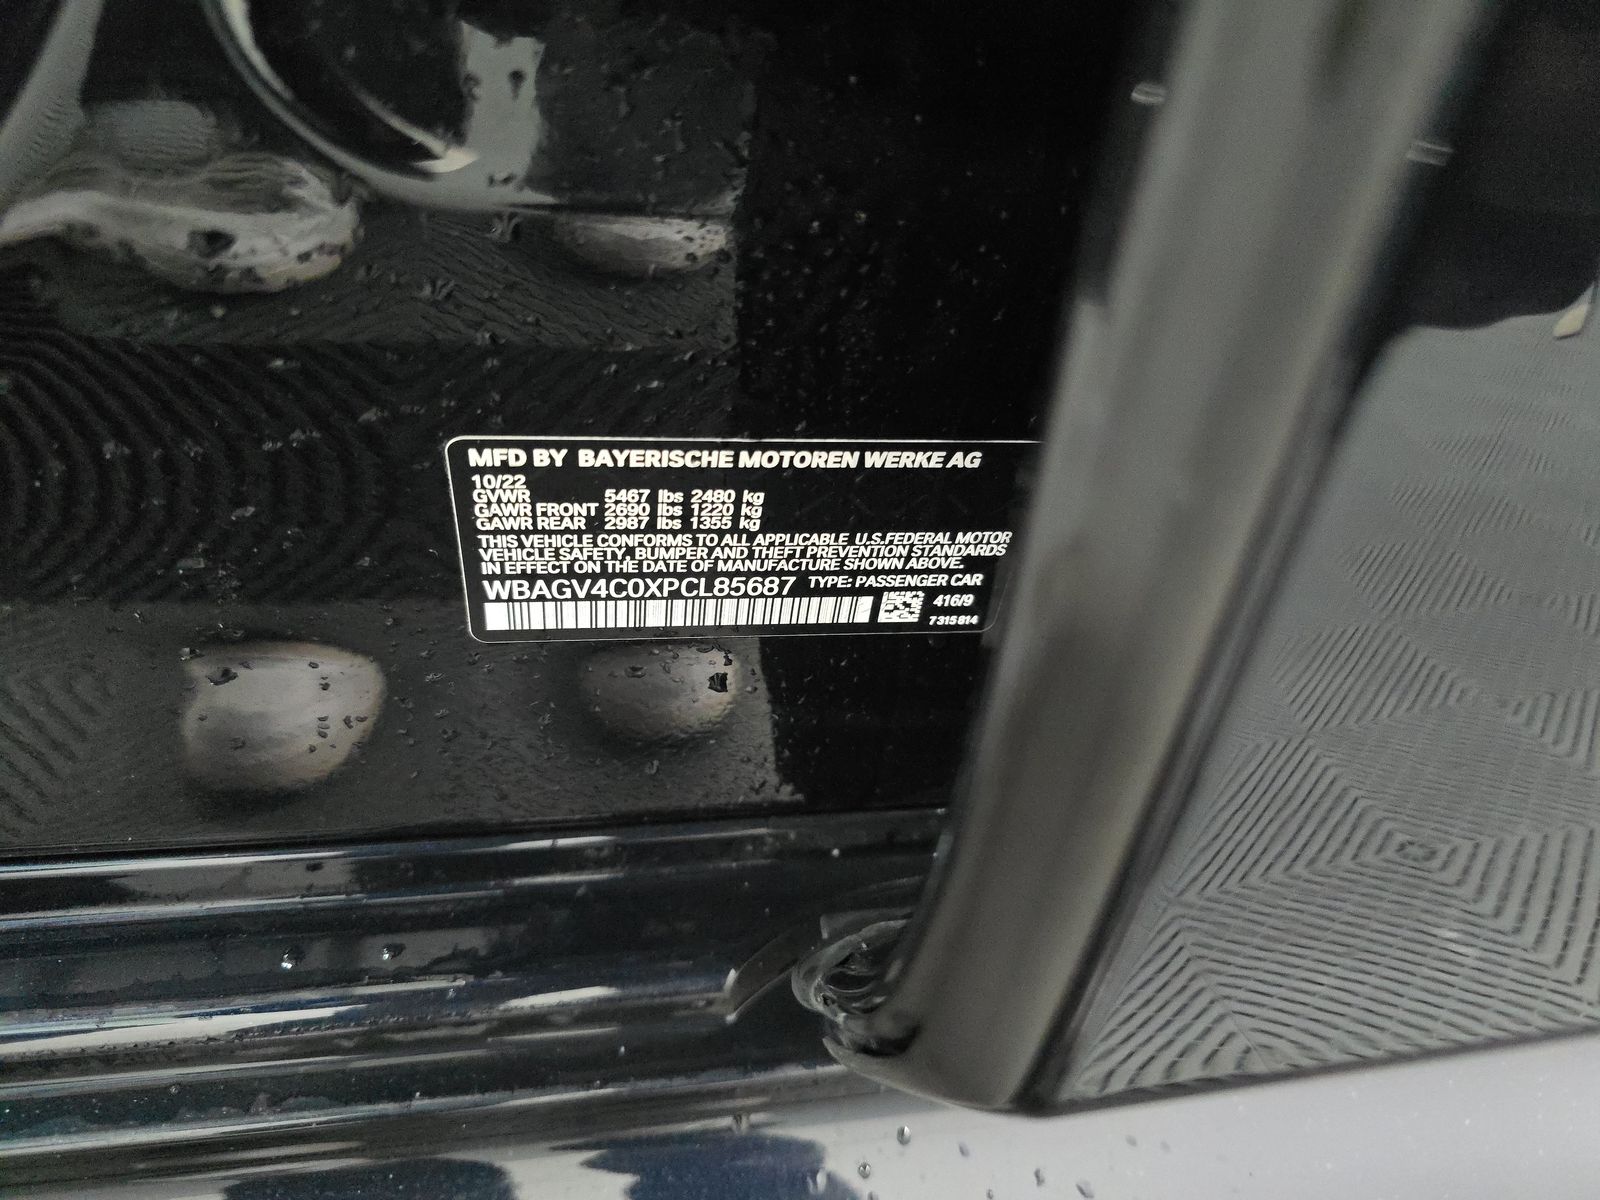 MFD BY BAYERISCHE MOTOREN WERKE AG
10/22
GVWR 5467 lbs 2480 kg
GAWR FRONT 2690 lbs 1220 kg
GAWR REAR 2987 lbs 1355 kg
THIS VEHICLE CONFORMS TO ALL APPLICABLE U.S.FEDERAL MOTOR
VEHICLE SAFETY, BUMPER AND THEFT PREVENTION STANDARDS
IN EFFECT ON THE DATE OF MANUFACTURE SHOWN ABOVE.
WBAGV4C0XPCL85687 TYPE: PASSENGER CAR
416/9
7315814